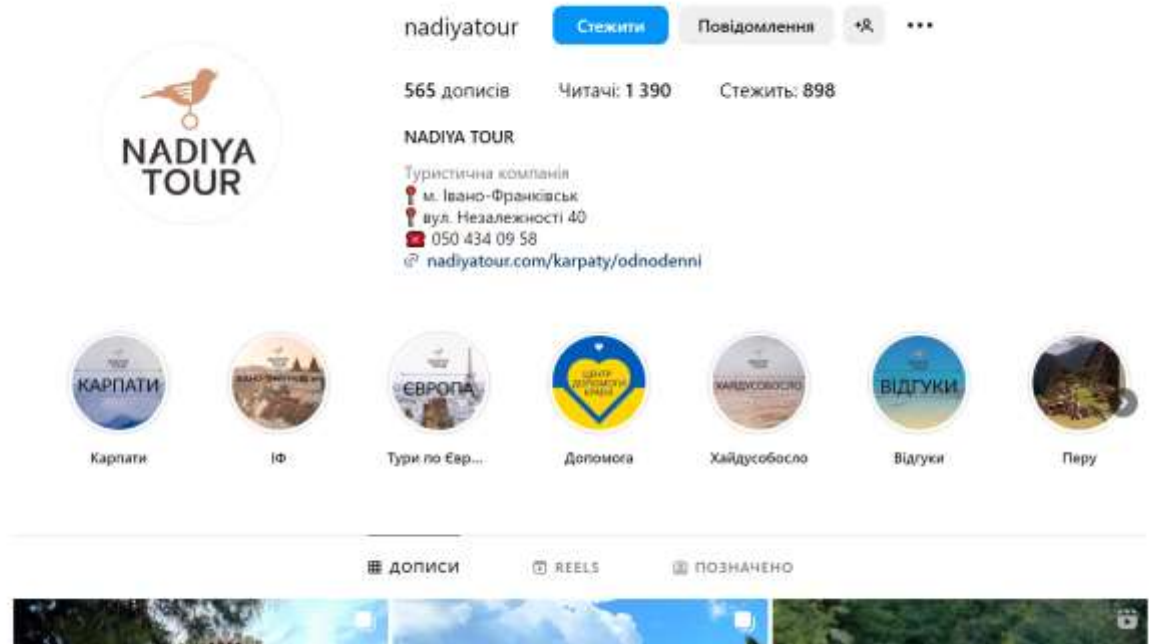 nadiyatour
Стежити
Повідомлення
565 дописів
Читачі: 1 390
Стежить: 898
NADIYA TOUR
NADIYA
TOUR
Туристична компанія
м. Івано-Франківськ
вул. Незалежності 40
050 434 09 58
nadiyatour.com/karpaty/odnodenni
КАРПАТИ
ЄВРОПА
ЦЕНТР
ДОПОМОГИ
ХАЙДУСОБОСЛО
ВІДГУКИ
Карпати
ІФ
Тури по Євр...
Допомога
Хайдусобосло
Відгуки
Перу
ДОПИСИ
REELS
ПОЗНАЧЕНО